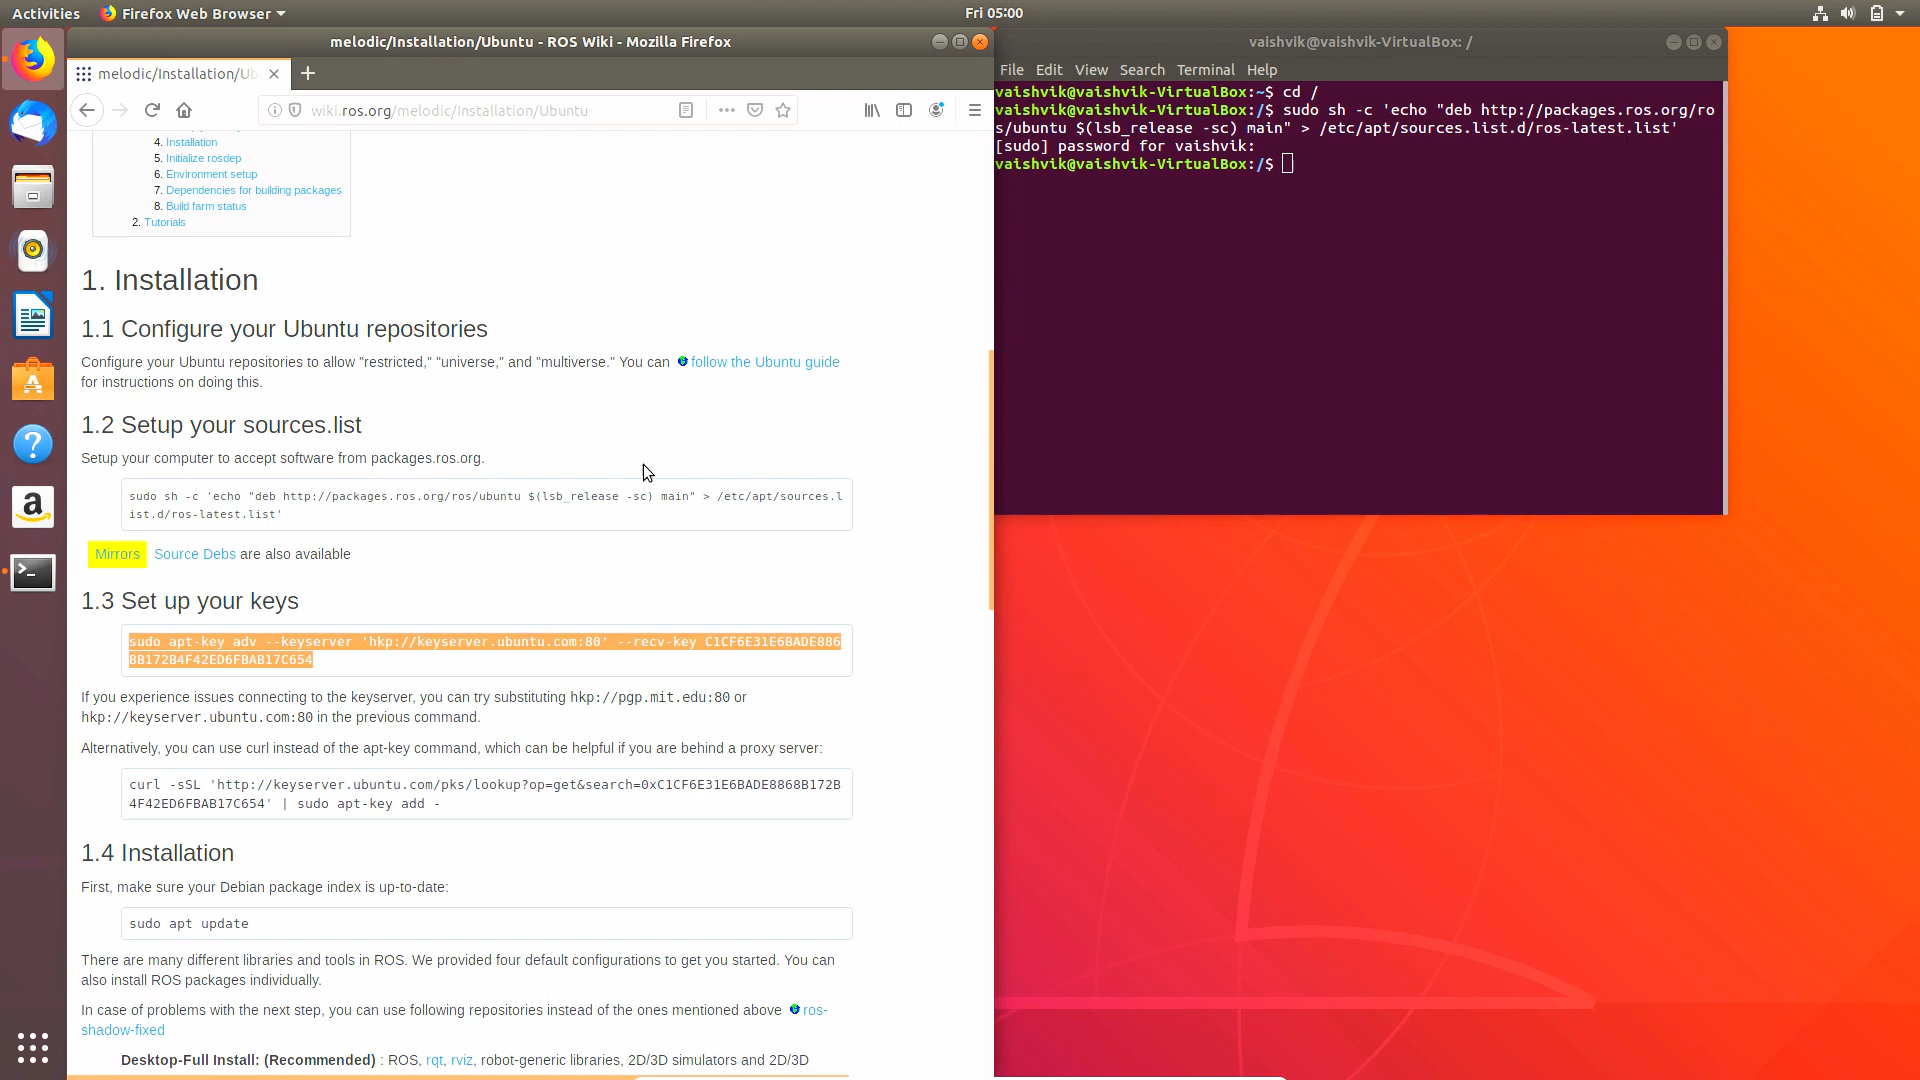 Activities Firefox Web Browser Fri 05:00
melodic/Installation/Ubuntu - ROS Wiki - Mozilla Firefox
melodic/Installation/Ub
wiki.ros.org/melodic/Installation/Ubuntu
4. Installation
5. Initialize rosdep
6. Environment setup
7. Dependencies for building packages
8. Build farm status
2. Tutorials
1. Installation
1.1 Configure your Ubuntu repositories
Configure your Ubuntu repositories to allow "restricted," "universe," and "multiverse." You can follow the Ubuntu guide
for instructions on doing this.
1.2 Setup your sources.list
Setup your computer to accept software from packages.ros.org.
sudo sh -c 'echo "deb http://packages.ros.org/ros/ubuntu $(lsb_release -sc) main" > /etc/apt/sources.l
ist.d/ros-latest.list'
Mirrors Source Debs are also available
1.3 Set up your keys
sudo apt-key adv --keyserver 'hkp://keyserver.ubuntu.com:80' --recv-key C1CF6E31E6BADE886
8B172B4F42ED6FBAB17C654
If you experience issues connecting to the keyserver, you can try substituting hkp://pgp.mit.edu:80 or
hkp://keyserver.ubuntu.com:80 in the previous command.
Alternatively, you can use curl instead of the apt-key command, which can be helpful if you are behind a proxy server:
curl -sSL 'http://keyserver.ubuntu.com/pks/lookup?op=get&search=0xC1CF6E31E6BADE8868B172B
4F42ED6FBAB17C654' | sudo apt-key add -
1.4 Installation
First, make sure your Debian package index is up-to-date:
sudo apt update
There are many different libraries and tools in ROS. We provided four default configurations to get you started. You can
also install ROS packages individually.
In case of problems with the next step, you can use following repositories instead of the ones mentioned above ros-
shadow-fixed
Desktop-Full Install: (Recommended) : ROS, rqt, rviz, robot-generic libraries, 2D/3D simulators and 2D/3D
vaishvik@vaishvik-VirtualBox: /
File Edit View Search Terminal Help
vaishvik@vaishvik-VirtualBox:~$ cd /
vaishvik@vaishvik-VirtualBox:/$ sudo sh -c 'echo "deb http://packages.ros.org/ro
s/ubuntu $(lsb_release -sc) main" > /etc/apt/sources.list.d/ros-latest.list'
[sudo] password for vaishvik:
vaishvik@vaishvik-VirtualBox:/$